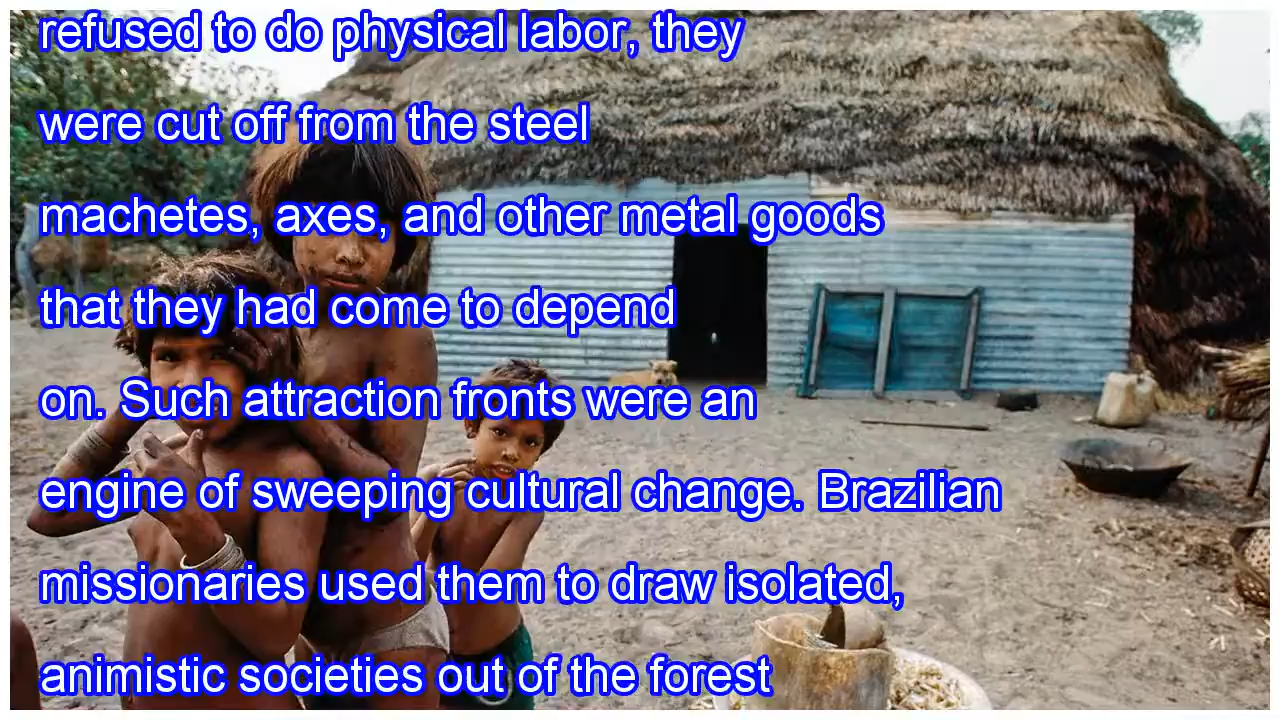 refused to do physical labor, they
were cut off from the steel
machetes, axes, and other metal goods
that they had come to depend
on. Such attraction fronts were an
engine of sweeping cultural change. Brazilian
missionaries used them to draw isolated,
animistic societies out of the forest